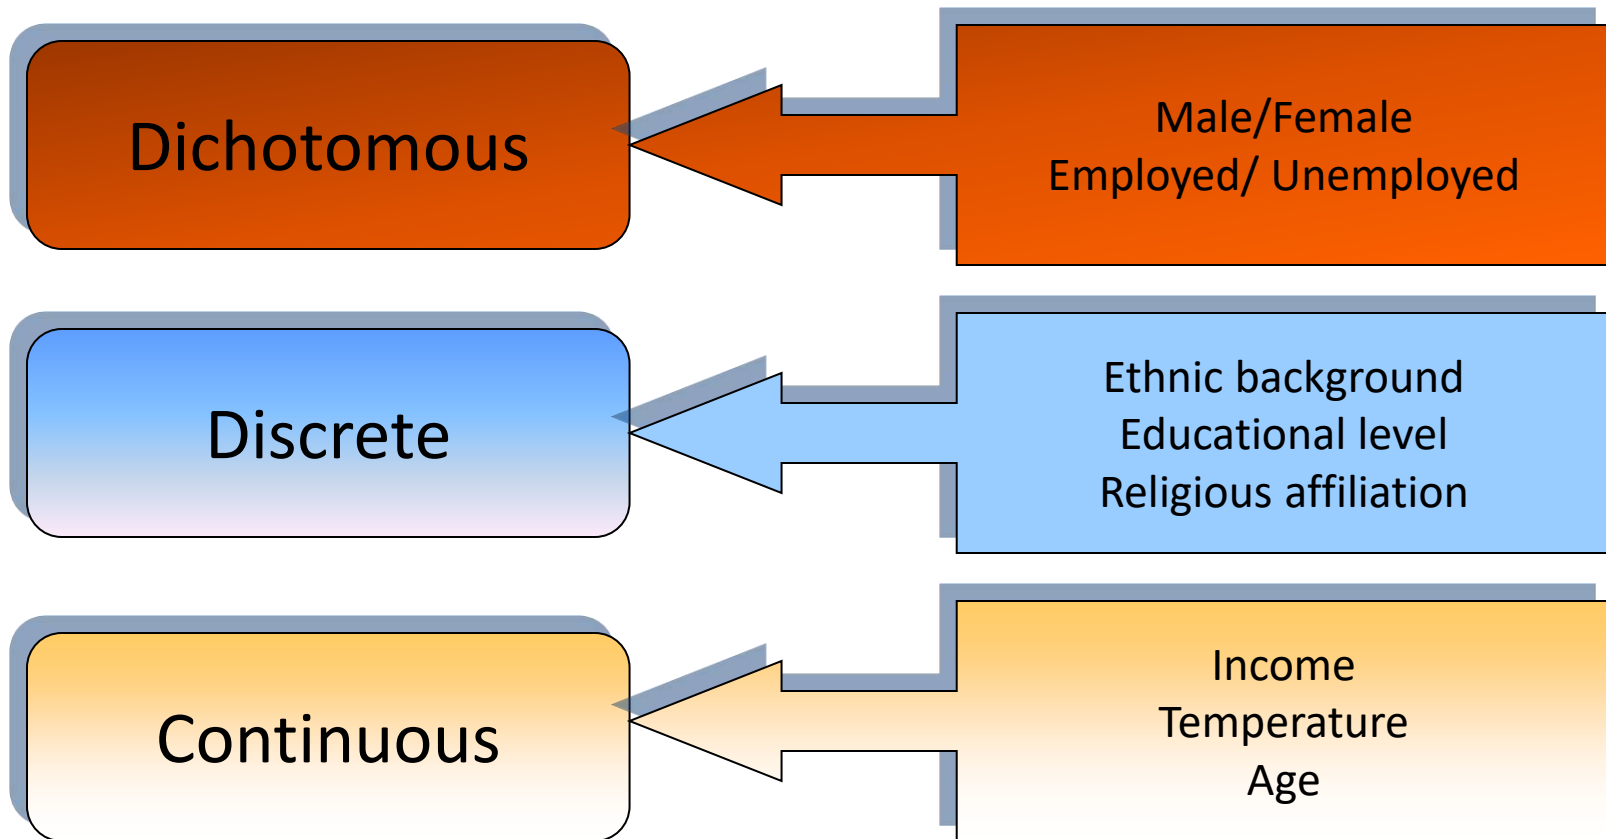 Dichotomous
Male/Female
Employed/ Unemployed
Discrete
Ethnic background
Educational level
Religious affiliation
Continuous
Income
Temperature
Age